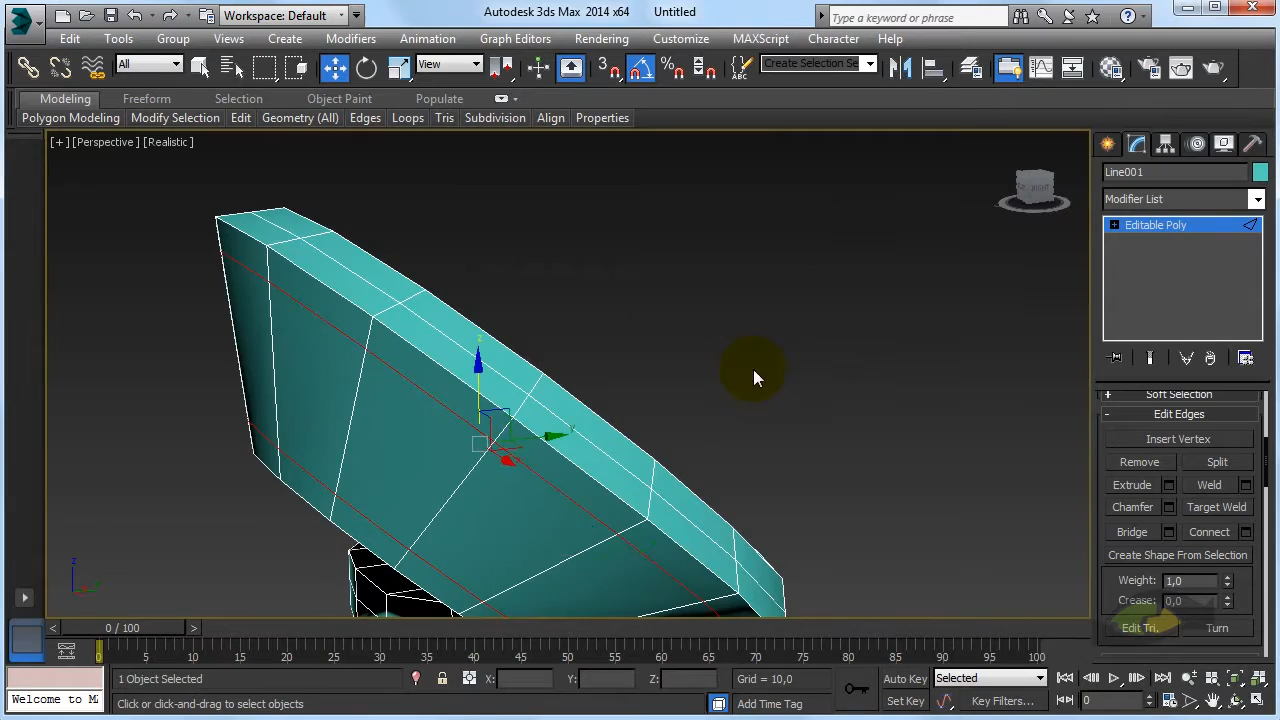 Workspace: Default
Autodesk 3ds Max 2014 x64 Untitled
Type a keyword or phrase
Edit Tools Group Views Create Modifiers Animation Graph Editors Rendering Customize MAXScript Character Help
All View 3 Create Selection Se
Modeling Freeform Selection Object Paint Populate
Polygon Modeling Modify Selection Edit Geometry (All) Edges Loops Tris Subdivision Align Properties
[+] [Perspective] [Realistic]
RIGHT
Line001
Modifier List
Editable Poly
z
y
+ Soft Selection
- Edit Edges
Insert Vertex
Remove Split
Extrude Weld
Chamfer Target Weld
Bridge Connect
Create Shape From Selection
Weight: 1,0
Crease: 0,0
Edit Tri. Turn
z
< 0 / 100 >
0 5 10 15 20 25 30 35 40 45 50 55 60 65 70 75 80 85 90 95 100
1 Object Selected X: Y: Z: Grid = 10,0 Auto Key Selected
Welcome to M
Click or click-and-drag to select objects Add Time Tag Set Key Key Filters... 0